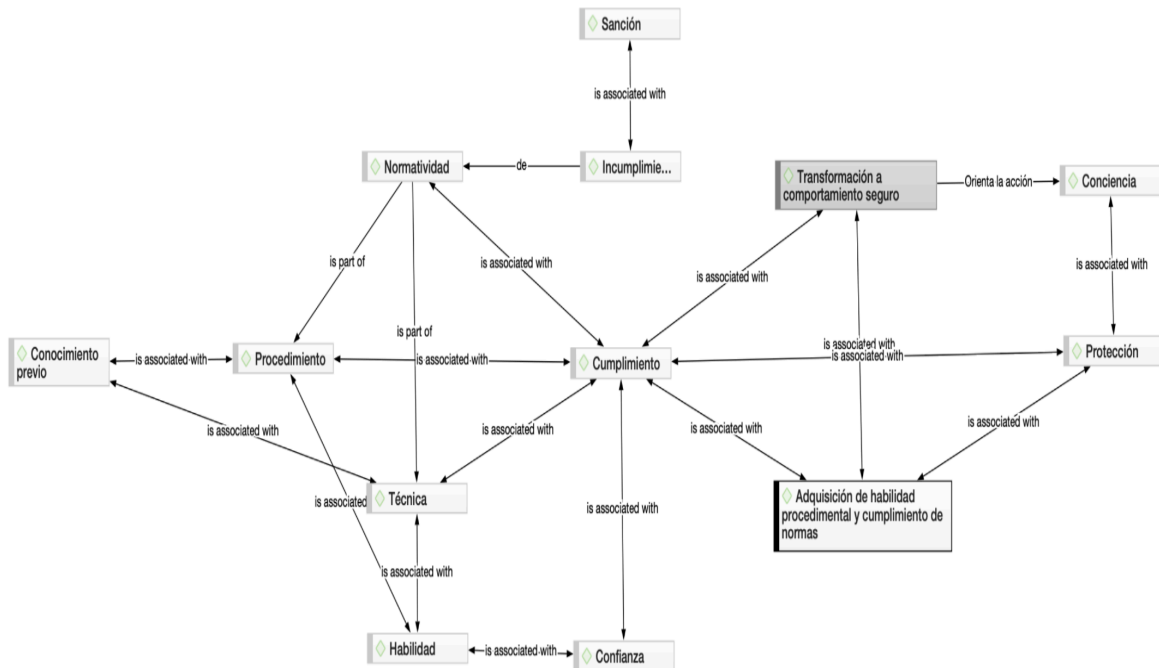 Sanción
is associated with
Normatividad
de
Incumplimie...
Transformación a
comportamiento seguro
Orienta la acción
Conciencia
is part of
is associated with
is associated with
is associated with
is part of
Conocimiento
previo
is associated with
Procedimiento
is associated with
Cumplimiento
is associated with
is associated with
Protección
is associated with
is associated with
is associated with
is associated with
Técnica
is associated
Adquisición de habilidad
procedimental y cumplimiento de
normas
is associated with
is associated with
Habilidad
is associated with
Confianza